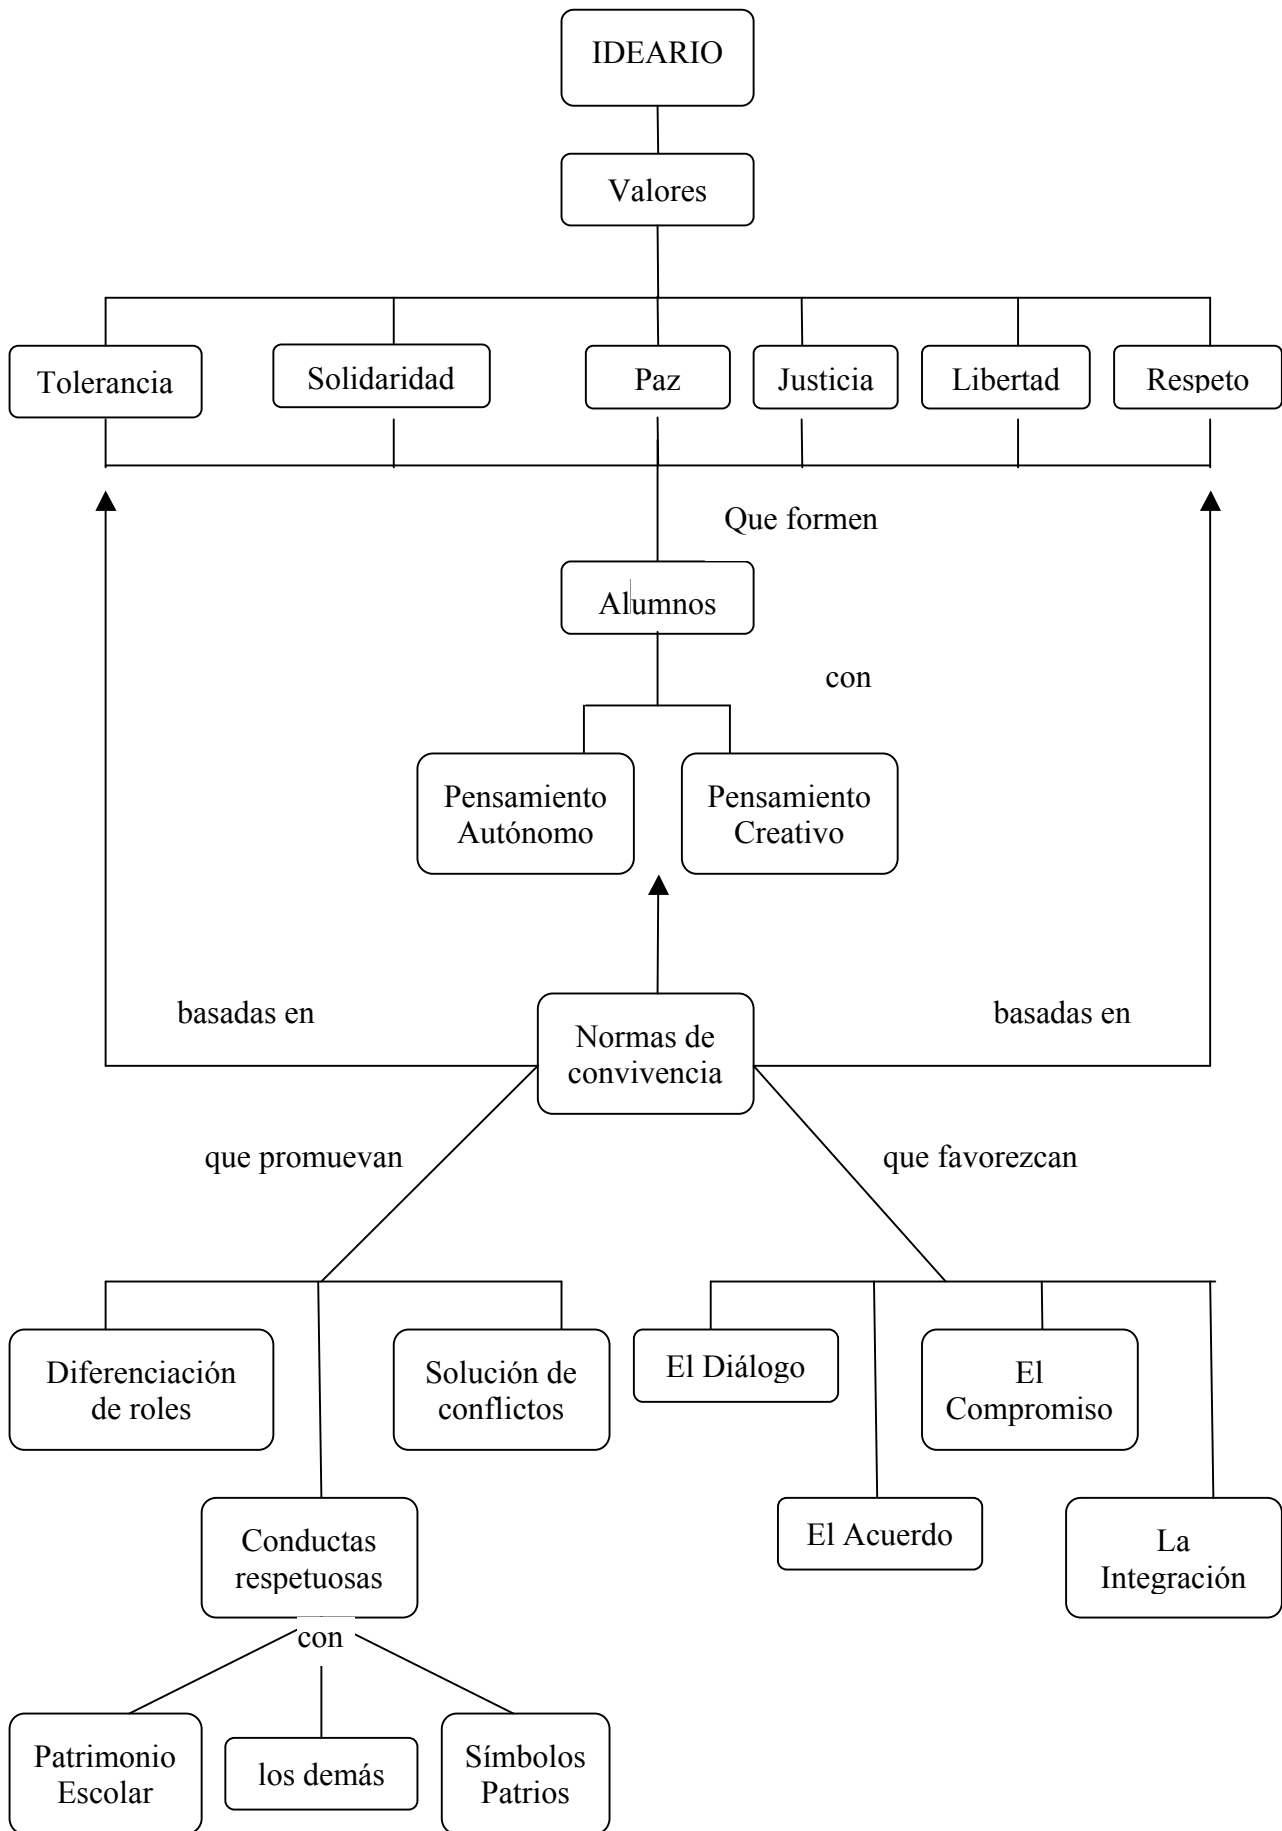 IDEARIO
Valores
Tolerancia
Solidaridad
Paz
Justicia
Libertad
Respeto
Que formen
Alumnos
con
Pensamiento
Autónomo
Pensamiento
Creativo
basadas en
Normas de
convivencia
basadas en
que promuevan
que favorezcan
Diferenciación
de roles
Solución de
conflictos
El Diálogo
El
Compromiso
Conductas
respetuosas
El Acuerdo
La
Integración
con
Patrimonio
Escolar
los demás
Símbolos
Patrios